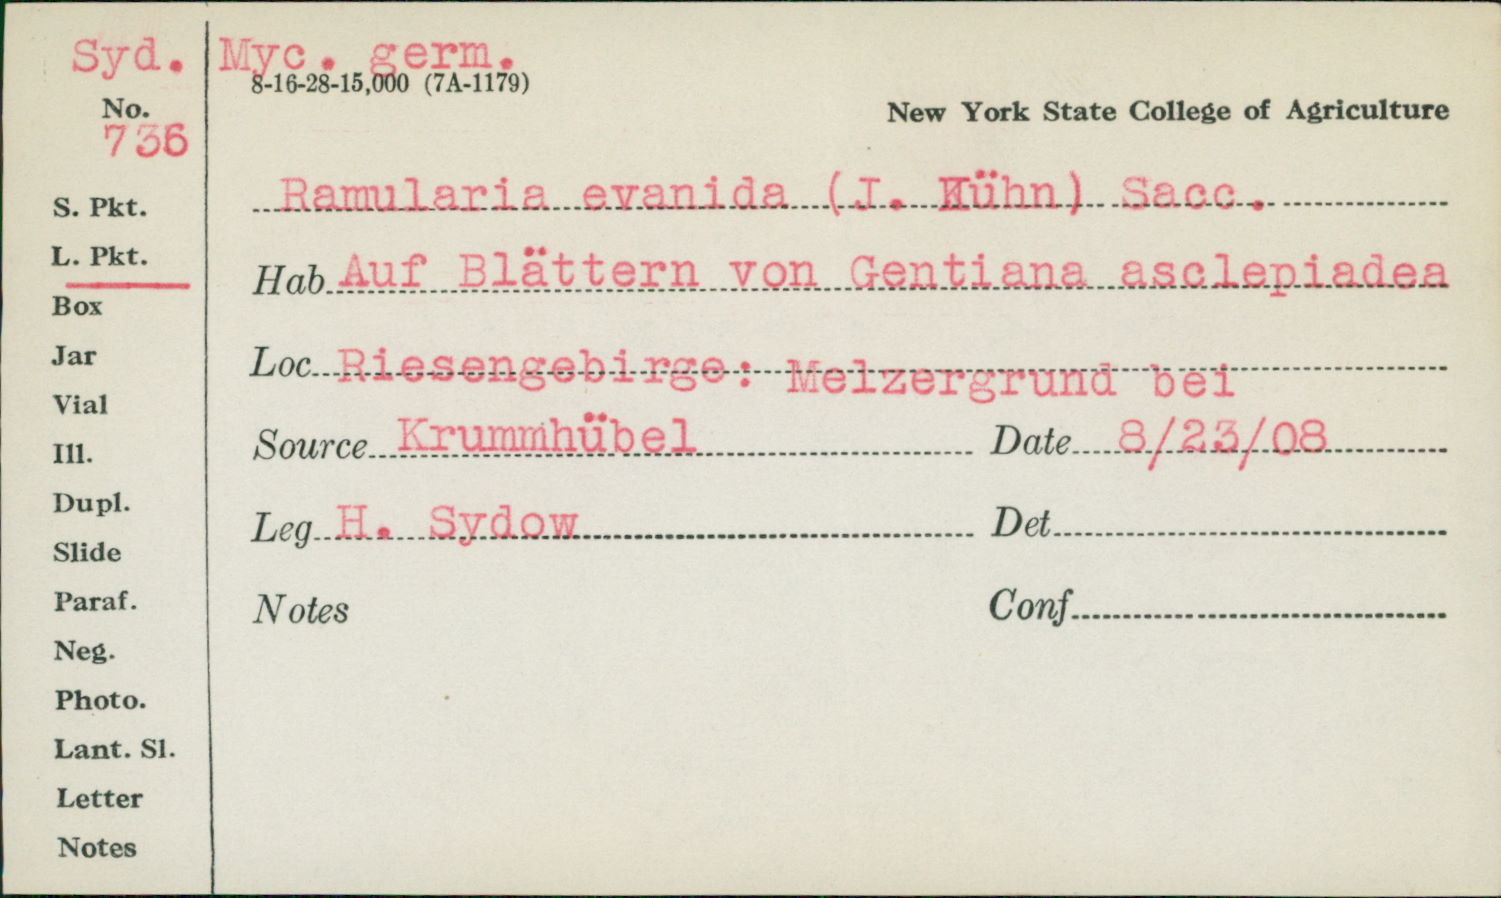 Syd. Myc. germ.
8-16-28-15,000 (7A-1179)
No.
736
New York State College of Agriculture
S. Pkt.
Ramularia evanida (J. Kühn) Sacc.
L. Pkt.
Hab Auf Blättern von Gentiana asclepiadea
Box
Jar
Loc Riesengebirge: Melzergrund bei
Vial
Source Krummhübel Date 8/23/08
Ill.
Dupl.
Leg H. Sydow Det
Slide
Paraf.
Notes Conf
Neg.
Photo.
Lant. Sl.
Letter
Notes